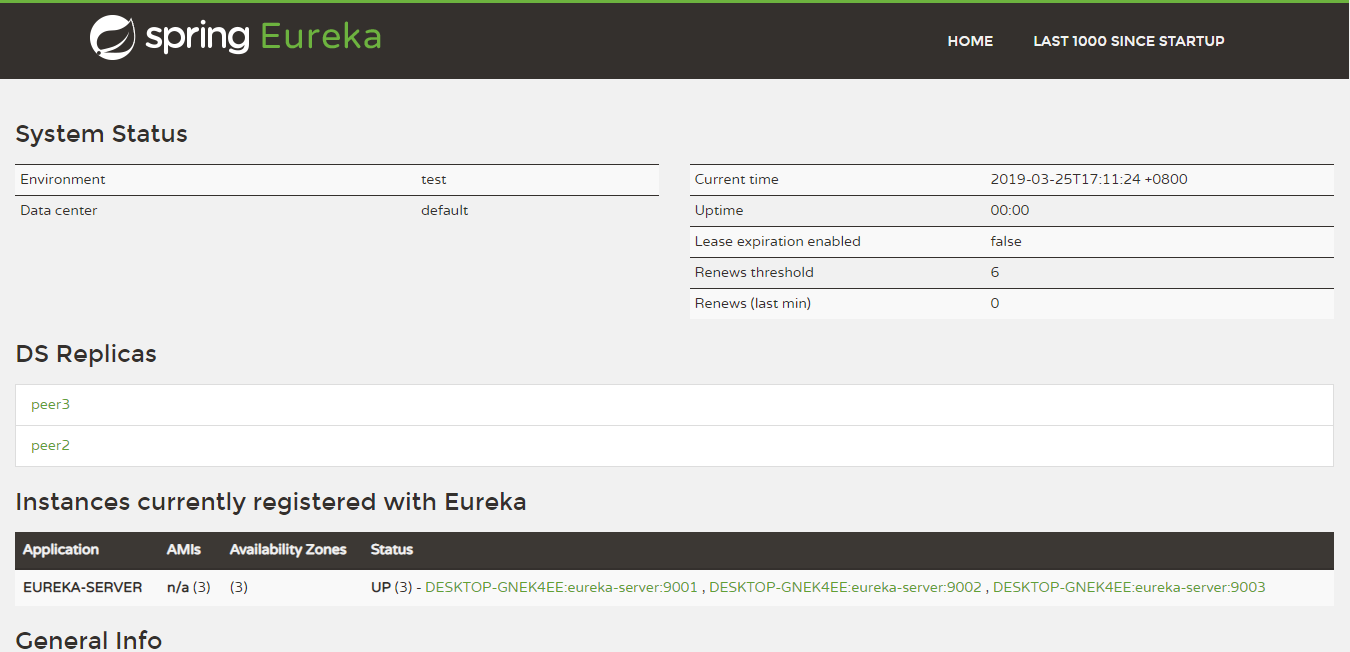 spring Eureka
HOME LAST 1000 SINCE STARTUP
System Status
Environment test
Data center default
Current time 2019-03-25T17:11:24 +0800
Uptime 00:00
Lease expiration enabled false
Renews threshold 6
Renews (last min) 0
DS Replicas
peer3
peer2
Instances currently registered with Eureka
Application AMIs Availability Zones Status
EUREKA-SERVER n/a (3) (3) UP (3) - DESKTOP-GNEK4EE:eureka-server:9001 , DESKTOP-GNEK4EE:eureka-server:9002 , DESKTOP-GNEK4EE:eureka-server:9003
General Info